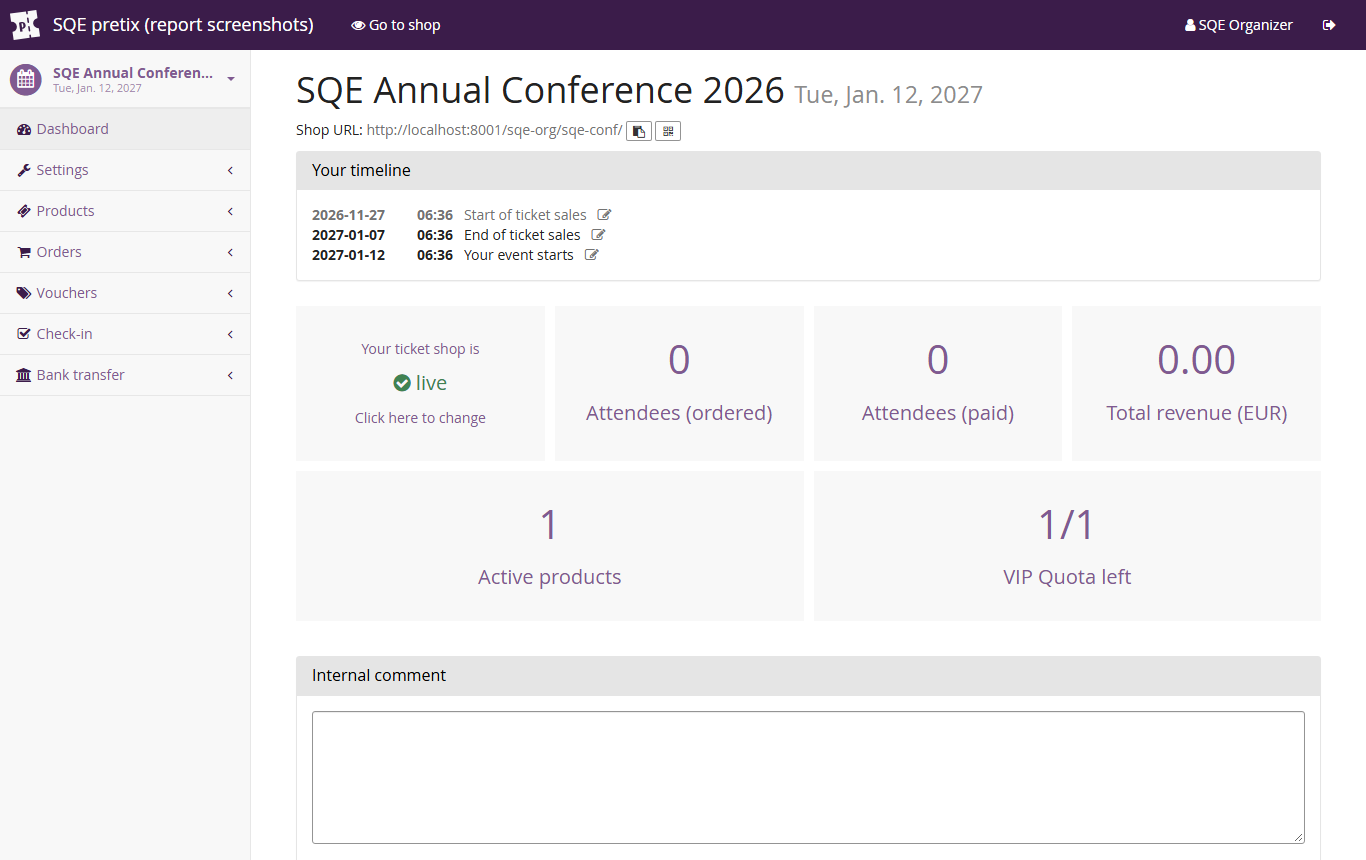 SQE pretix (report screenshots)
Go to shop
SQE Organizer
SQE Annual Conferen...
Tue, Jan. 12, 2027
Dashboard
Settings
Products
Orders
Vouchers
Check-in
Bank transfer
SQE Annual Conference 2026 Tue, Jan. 12, 2027
Shop URL: http://localhost:8001/sqe-org/sqe-conf/
Your timeline
2026-11-27 06:36 Start of ticket sales
2027-01-07 06:36 End of ticket sales
2027-01-12 06:36 Your event starts
Your ticket shop is
live
Click here to change
0
Attendees (ordered)
0
Attendees (paid)
0.00
Total revenue (EUR)
1
Active products
1/1
VIP Quota left
Internal comment